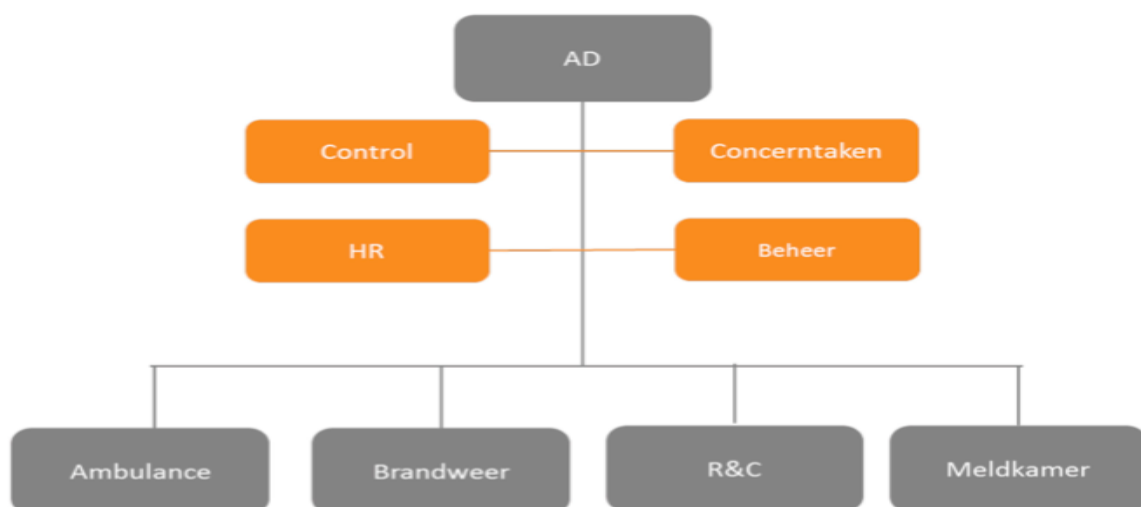 AD
Control
Concerntaken
HR
Beheer
Ambulance
Brandweer
R&C
Meldkamer